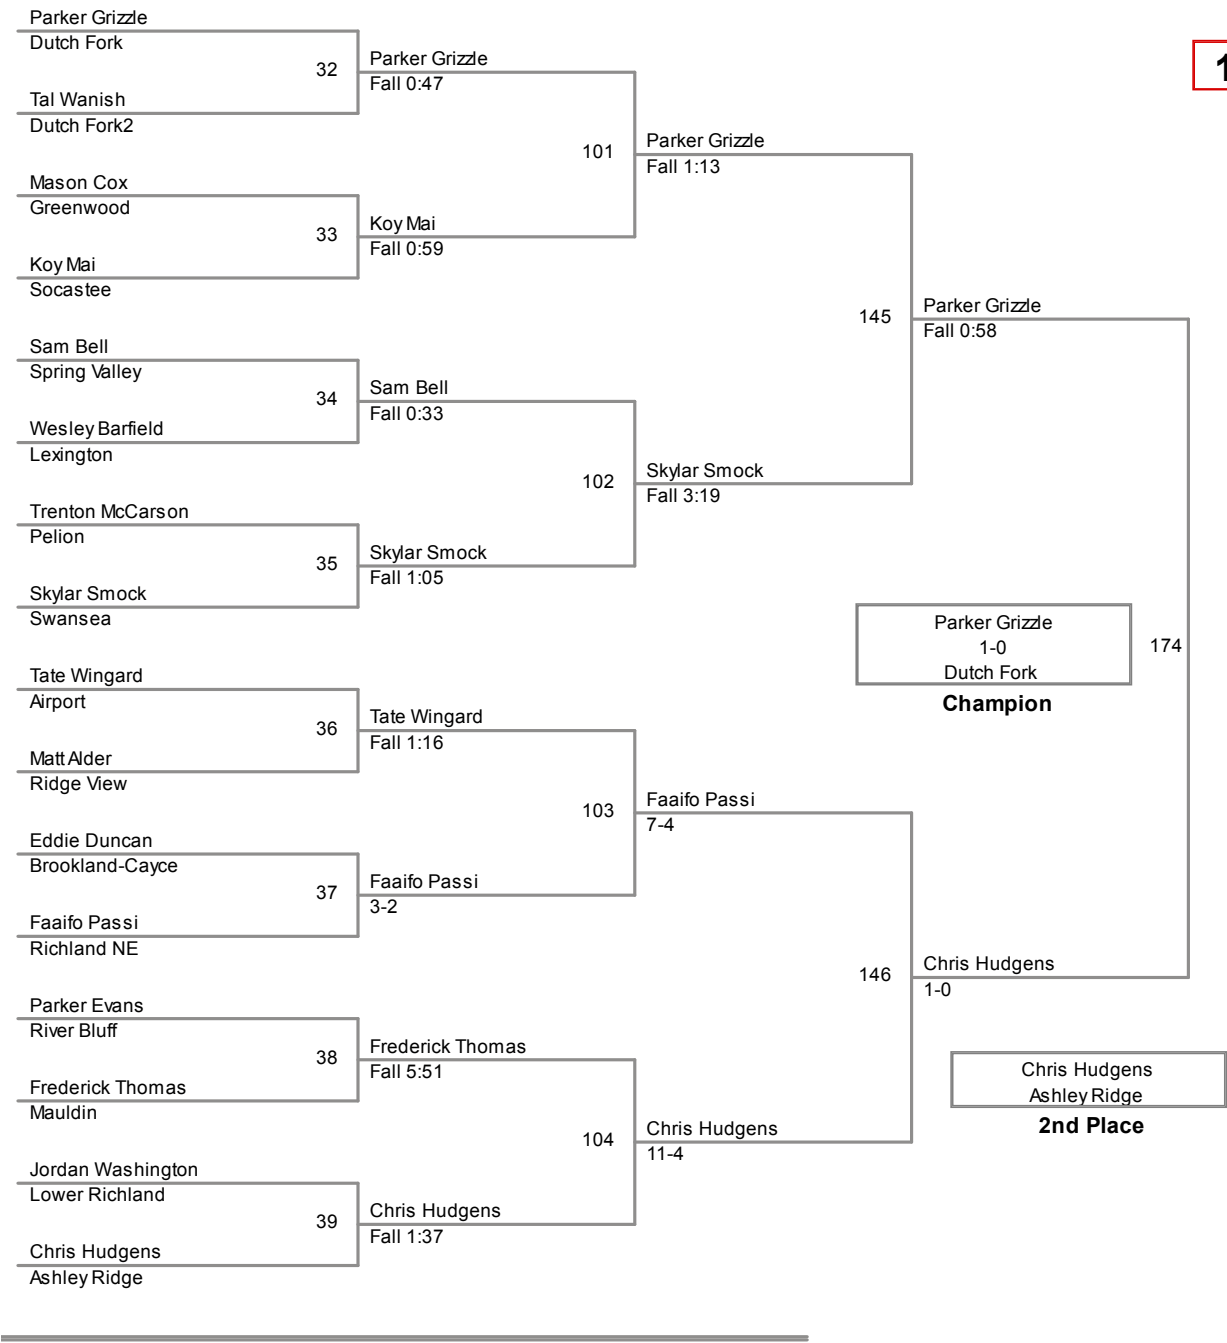 Parker Grizzle
Dutch Fork
32
Tal Wanish
Dutch Fork2
Mason Cox
Greenwood
33
Koy Mai
Socastee
Sam Bell
Spring Valley
34
Wesley Barfield
Lexington
Trenton McCarson
Pelion
35
Skylar Smock
Swansea
Tate Wingard
Airport
36
Matt Alder
Ridge View
Eddie Duncan
Brookland-Cayce
37
Faaifo Passi
Richland NE
Parker Evans
River Bluff
38
Frederick Thomas
Mauldin
Jordan Washington
Lower Richland
39
Chris Hudgens
Ashley Ridge
Parker Grizzle
Fall 0:47
101
Koy Mai
Fall 0:59
Sam Bell
Fall 0:33
102
Skylar Smock
Fall 1:05
Tate Wingard
Fall 1:16
103
Faaifo Passi
3-2
Frederick Thomas
Fall 5:51
104
Chris Hudgens
Fall 1:37
Parker Grizzle
Fall 1:13
145
Skylar Smock
Fall 3:19
Faaifo Passi
7-4
146
Chris Hudgens
11-4
Parker Grizzle
Fall 0:58
174
Chris Hudgens
1-0
Parker Grizzle
1-0
Dutch Fork
Champion
Chris Hudgens
Ashley Ridge
2nd Place